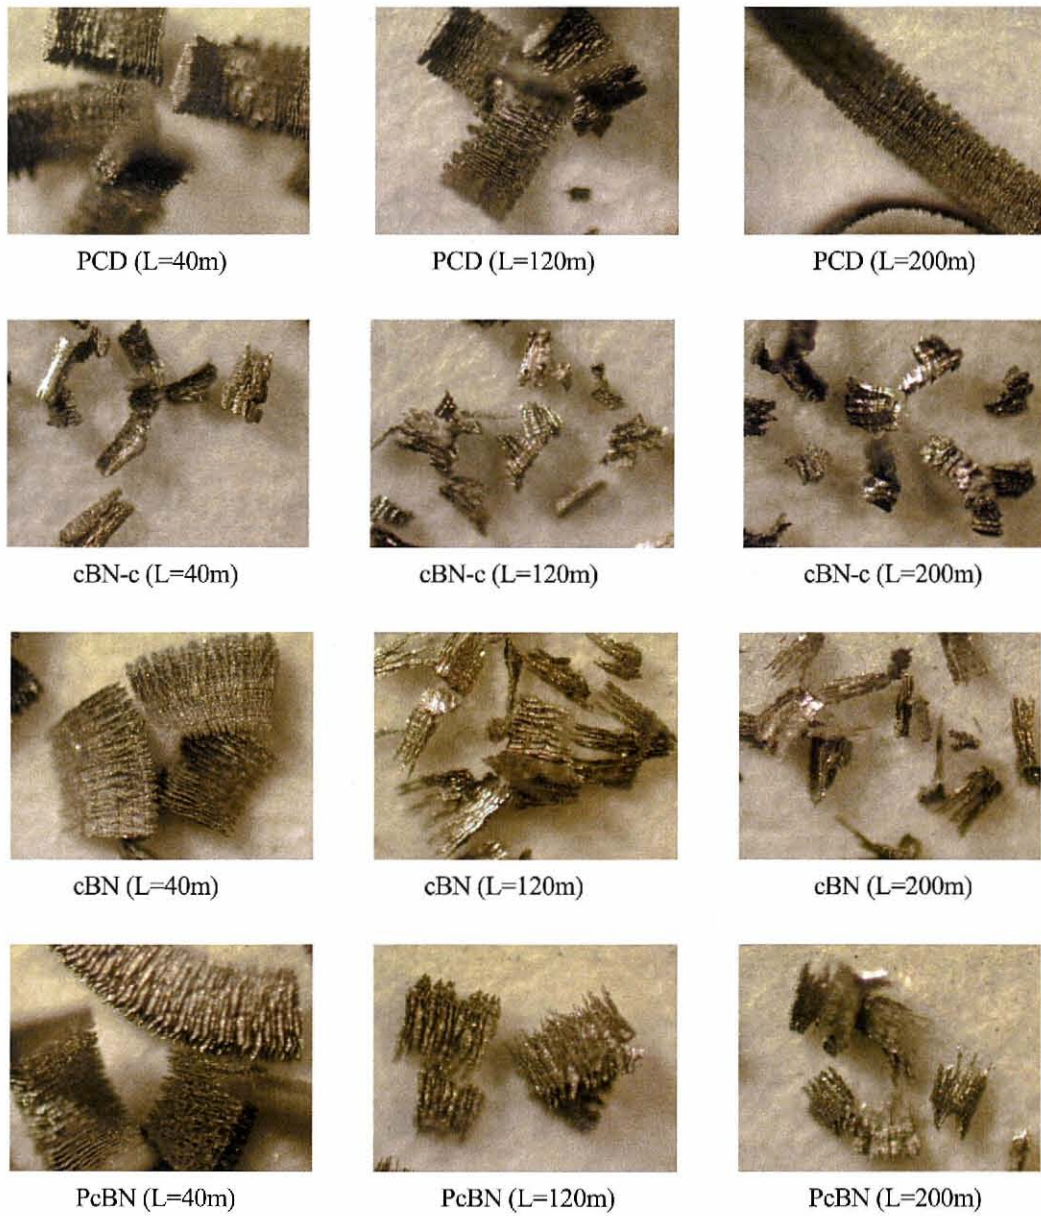 PCD (L=40m)
PCD (L=120m)
PCD (L=200m)
cBN-c (L=40m)
cBN-c (L=120m)
cBN-c (L=200m)
cBN (L=40m)
cBN (L=120m)
cBN (L=200m)
PcBN (L=40m)
PcBN (L=120m)
PcBN (L=200m)